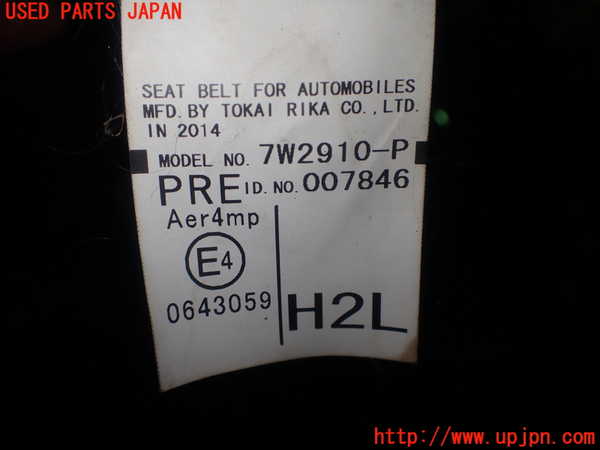 USED PARTS JAPAN
SEAT BELT FOR AUTOMOBILES
MFD. BY TOKAI RIKA CO., LTD.
IN 2014
MODEL NO. 7W2910-P
PRE ID. NO. 007846
Aer4mp
E4
0643059
H2L
http://www.upjpn.com/